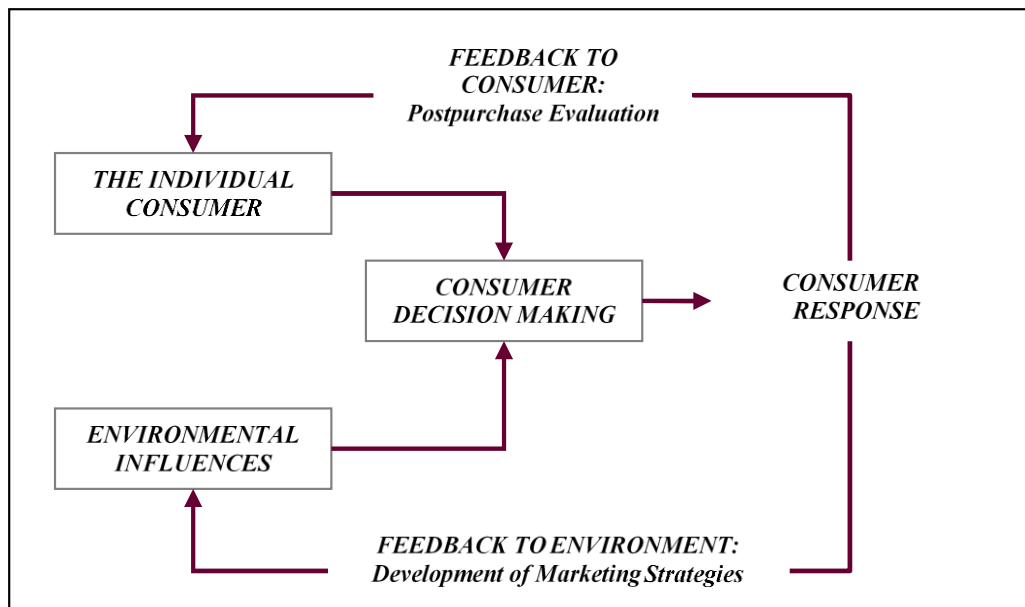 FEEDBACK TO
CONSUMER:
Postpurchase Evaluation
THE INDIVIDUAL
CONSUMER
CONSUMER
DECISION MAKING
CONSUMER
RESPONSE
ENVIRONMENTAL
INFLUENCES
FEEDBACK TO ENVIRONMENT:
Development of Marketing Strategies